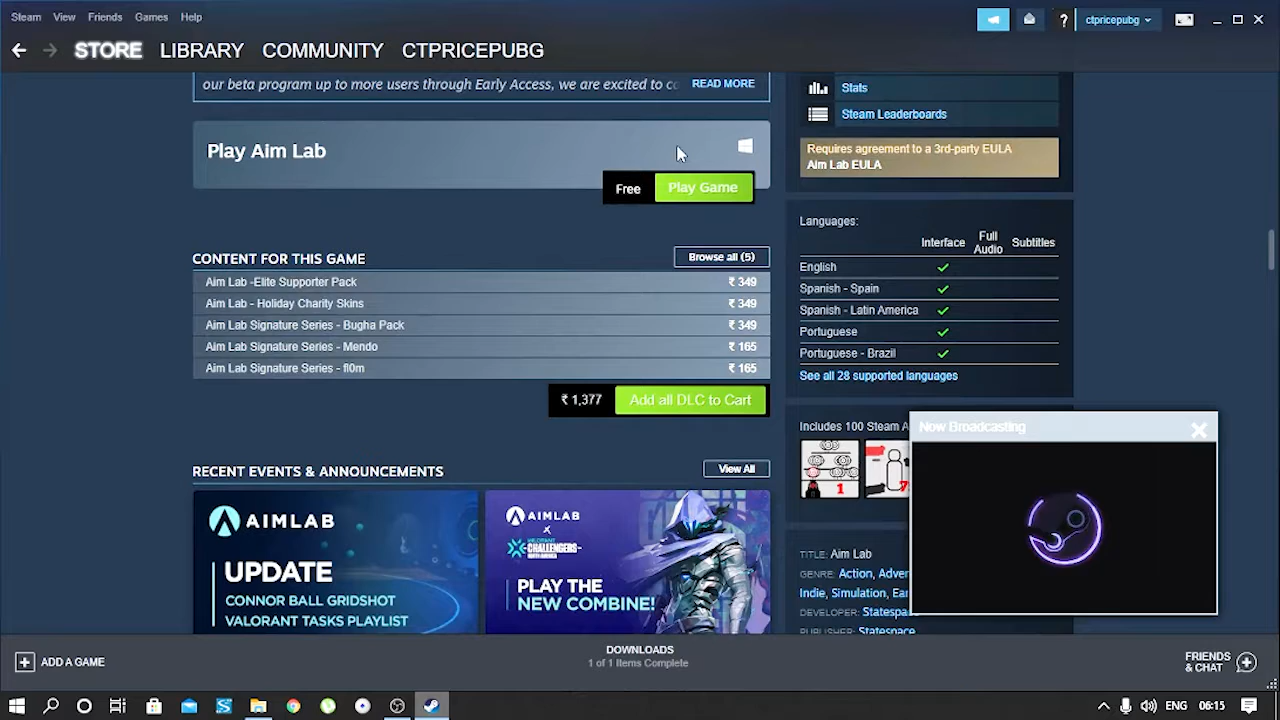 Steam View Friends Games Help
? ctpricepubg
STORE LIBRARY COMMUNITY CTPRICEPUBG
our beta program up to more users through Early Access, we are excited to READ MORE
Play Aim Lab
Free Play Game
CONTENT FOR THIS GAME Browse all (5)
Aim Lab -Elite Supporter Pack ₹ 349
Aim Lab - Holiday Charity Skins ₹ 349
Aim Lab Signature Series - Bugha Pack ₹ 349
Aim Lab Signature Series - Mendo ₹ 165
Aim Lab Signature Series - fl0m ₹ 165
₹ 1,377 Add all DLC to Cart
RECENT EVENTS & ANNOUNCEMENTS View All
AIMLAB
UPDATE
CONNOR BALL GRIDSHOT
VALORANT TASKS PLAYLIST
AIMLAB
X
VALORANT
CHALLENGERS
PLAY THE
NEW COMBINE!
Stats
Steam Leaderboards
Requires agreement to a 3rd-party EULA
Aim Lab EULA
Languages:
Interface Full Audio Subtitles
English
Spanish - Spain
Spanish - Latin America
Portuguese
Portuguese - Brazil
See all 28 supported languages
Includes 100 Steam A
1 7
Now Broadcasting
TITLE: Aim Lab
GENRE: Action, Adver
Indie, Simulation, Ear
DEVELOPER: Statespa
PUBLISHER: Statespace
ADD A GAME
DOWNLOADS
1 of 1 Items Complete
FRIENDS
& CHAT
ENG 06:15